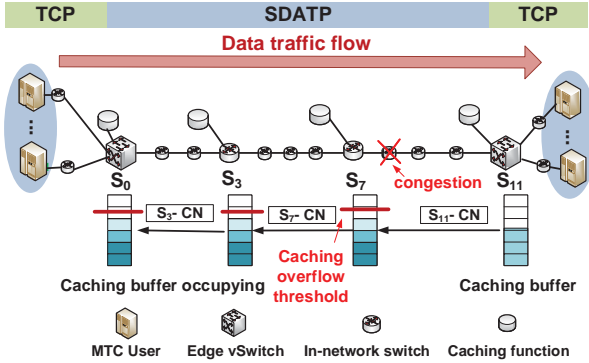 TCP SDATP TCP
Data traffic flow
S0 S3 S7 S11
congestion
S3- CN S7 - CN S11- CN
Caching
overflow
threshold
Caching buffer occupying Caching buffer
MTC User Edge vSwitch In-network switch Caching function